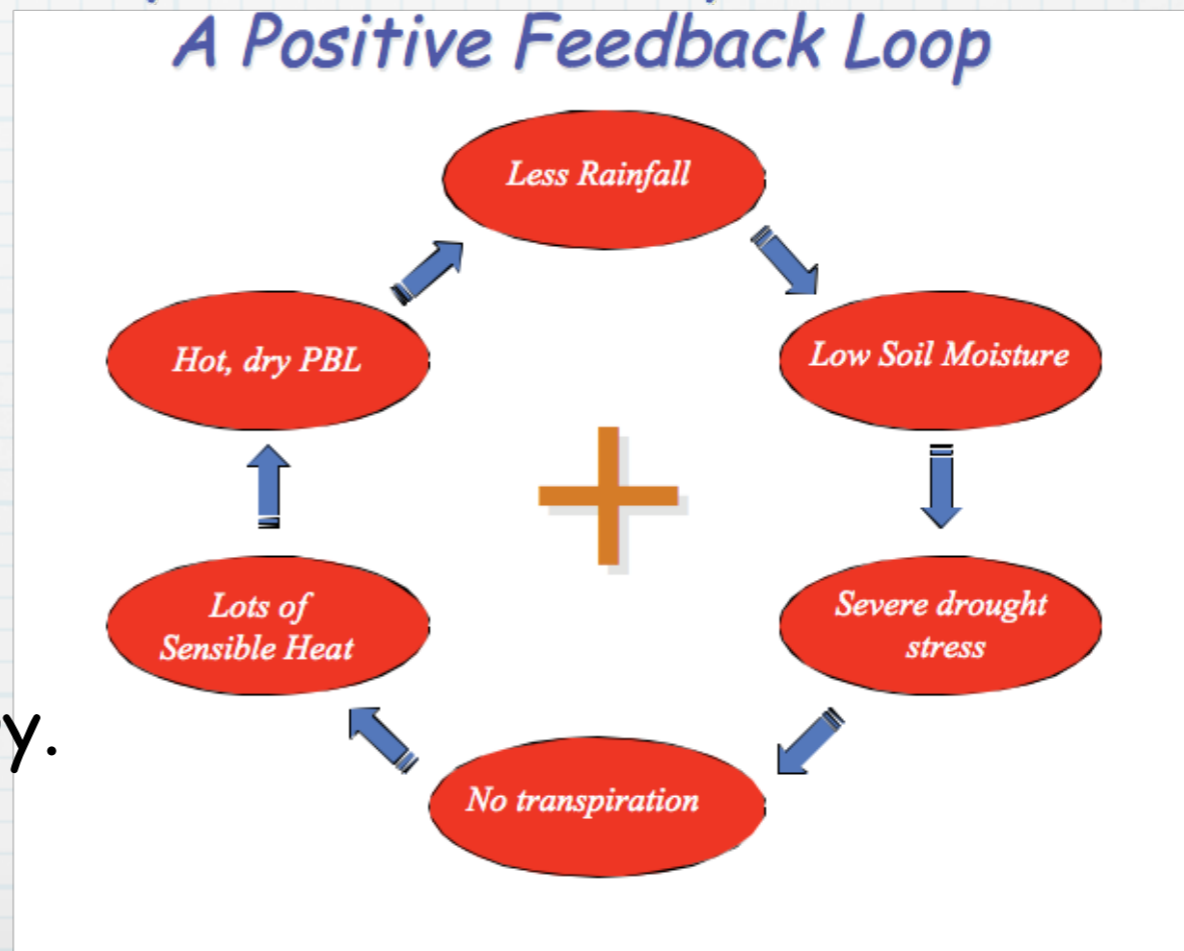 A Positive Feedback Loop
Less Rainfall
Hot, dry PBL
Low Soil Moisture
Lots of
Sensible Heat
Severe drought
stress
y.
No transpiration